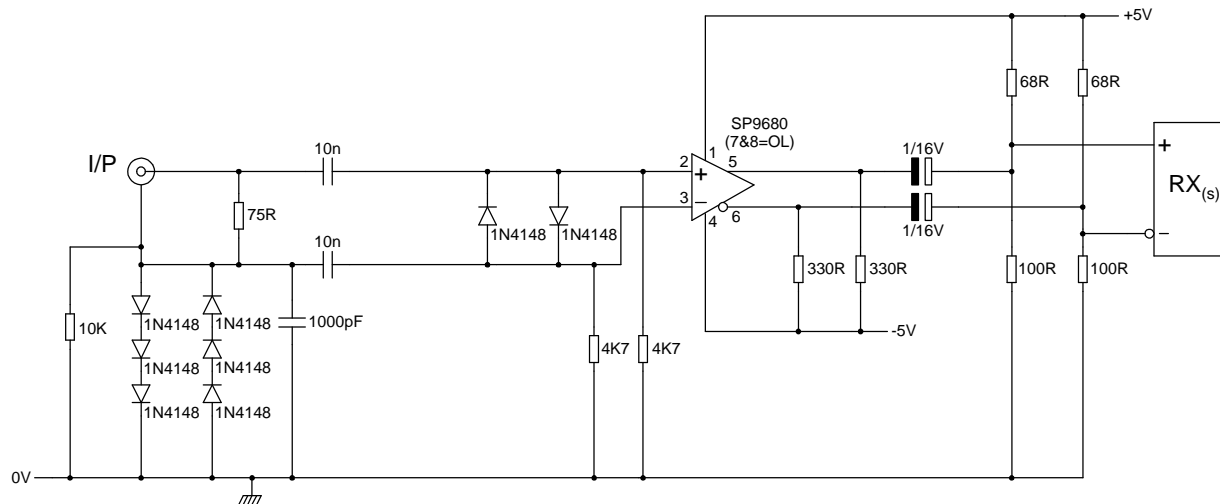 +5V
68R
68R
SP9680
(7&8=OL)
10n
1
1/16V
I/P
2
5
+
+
3
-
RX(s)
75R
6
4
1/16V
-
1N4148
1N4148
10n
330R
330R
100R
100R
1N4148
1N4148
1000pF
10K
-5V
4K7
4K7
1N4148
1N4148
1N4148
1N4148
0V